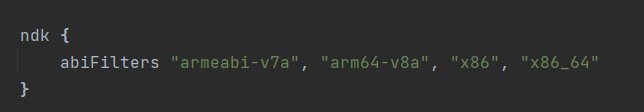 ndk {
    abiFilters "armeabi-v7a", "arm64-v8a", "x86", "x86_64"
}